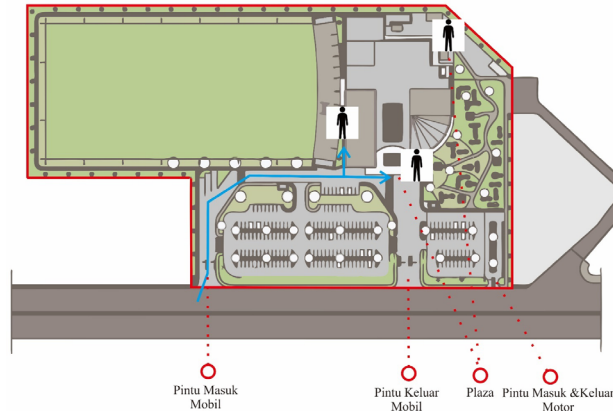 Pintu Masuk
Mobil
Pintu Keluar
Mobil
Plaza
Pintu Masuk &Keluar
Motor